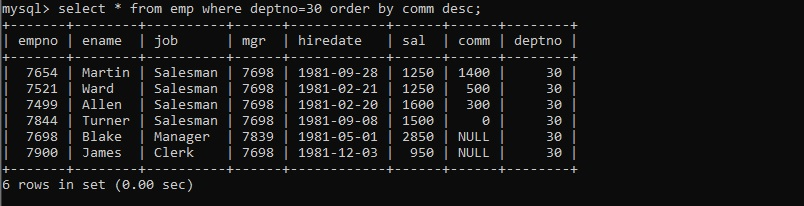 mysql> select * from emp where deptno=30 order by comm desc;
+-------+--------+----------+------+------------+------+------+--------+
| empno | ename  | job      | mgr  | hiredate   | sal  | comm | deptno |
+-------+--------+----------+------+------------+------+------+--------+
|  7654 | Martin | Salesman | 7698 | 1981-09-28 | 1250 | 1400 |     30 |
|  7521 | Ward   | Salesman | 7698 | 1981-02-21 | 1250 |  500 |     30 |
|  7499 | Allen  | Salesman | 7698 | 1981-02-20 | 1600 |  300 |     30 |
|  7844 | Turner | Salesman | 7698 | 1981-09-08 | 1500 |    0 |     30 |
|  7698 | Blake  | Manager  | 7839 | 1981-05-01 | 2850 | NULL |     30 |
|  7900 | James  | Clerk    | 7698 | 1981-12-03 |  950 | NULL |     30 |
+-------+--------+----------+------+------------+------+------+--------+
6 rows in set (0.00 sec)